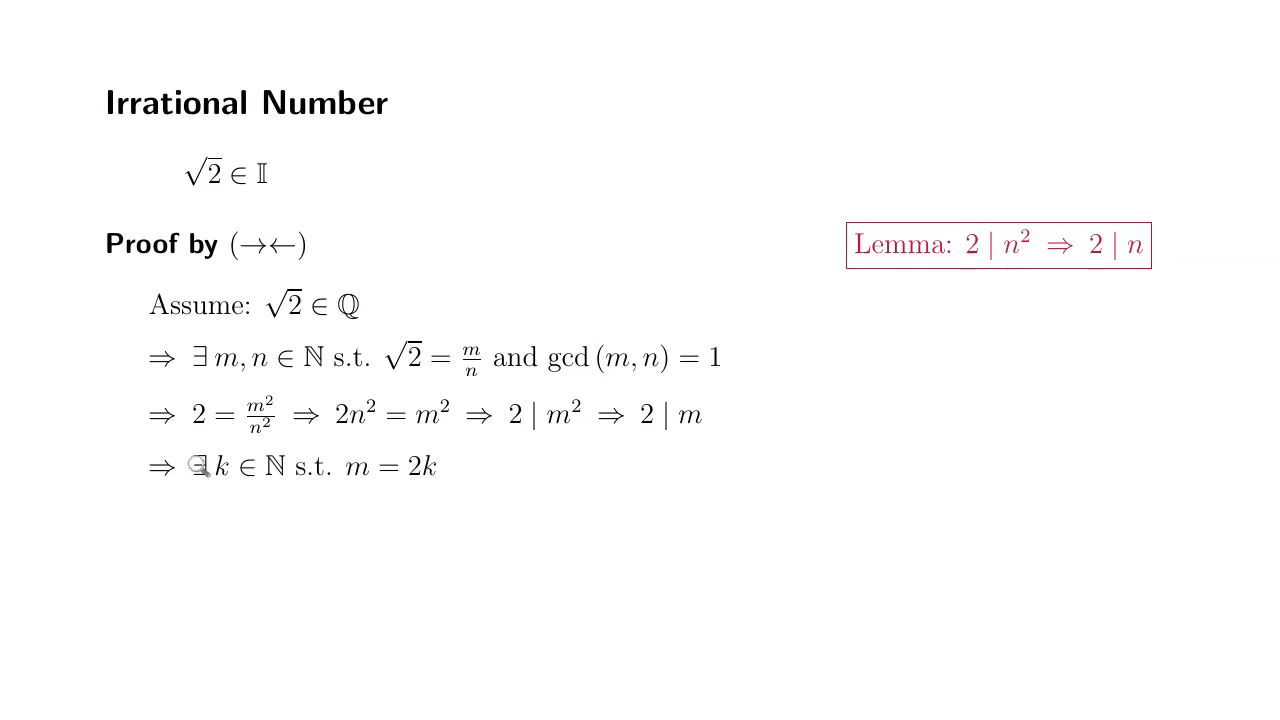 Irrational Number
√2 ∈ 𝕀
Proof by (→←)
Lemma: 2 | n² ⇒ 2 | n
Assume: √2 ∈ ℚ
⇒ ∃ m, n ∈ ℕ s.t. √2 = m/n and gcd (m, n) = 1
⇒ 2 = m²/n² ⇒ 2n² = m² ⇒ 2 | m² ⇒ 2 | m
⇒ ∃ k ∈ ℕ s.t. m = 2k